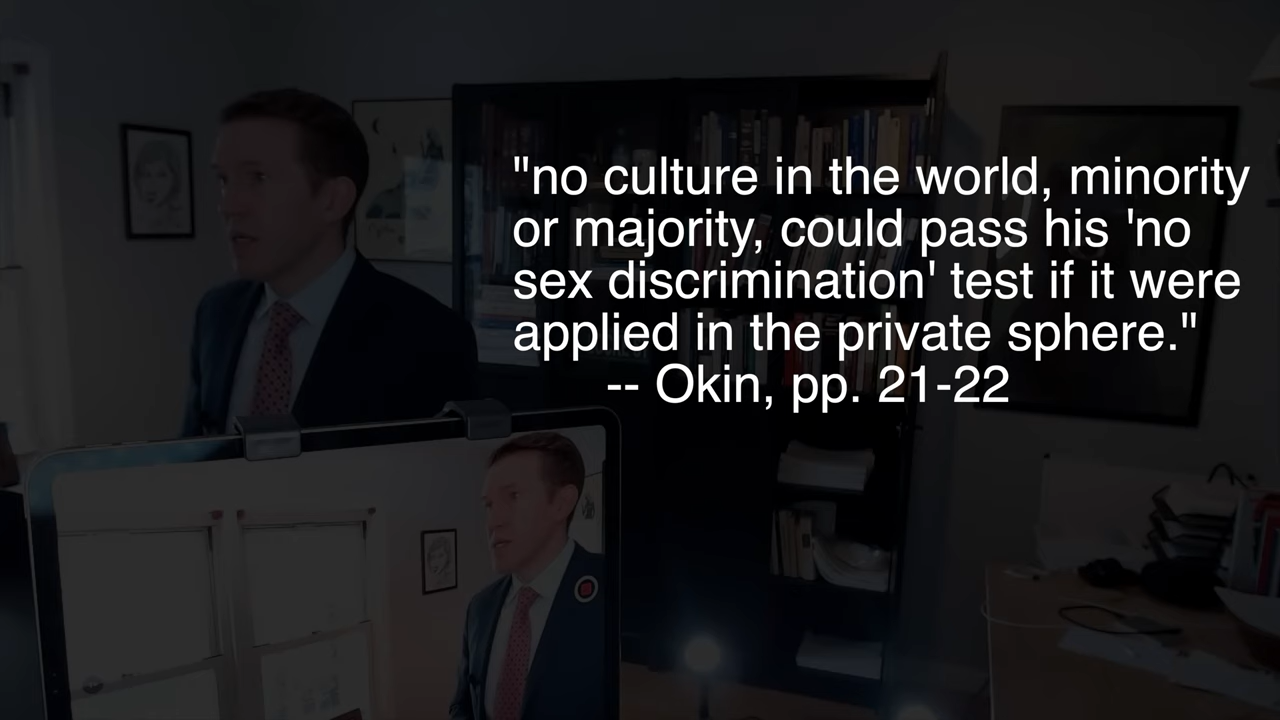 "no culture in the world, minority
or majority, could pass his 'no
sex discrimination' test if it were
applied in the private sphere."
-- Okin, pp. 21-22